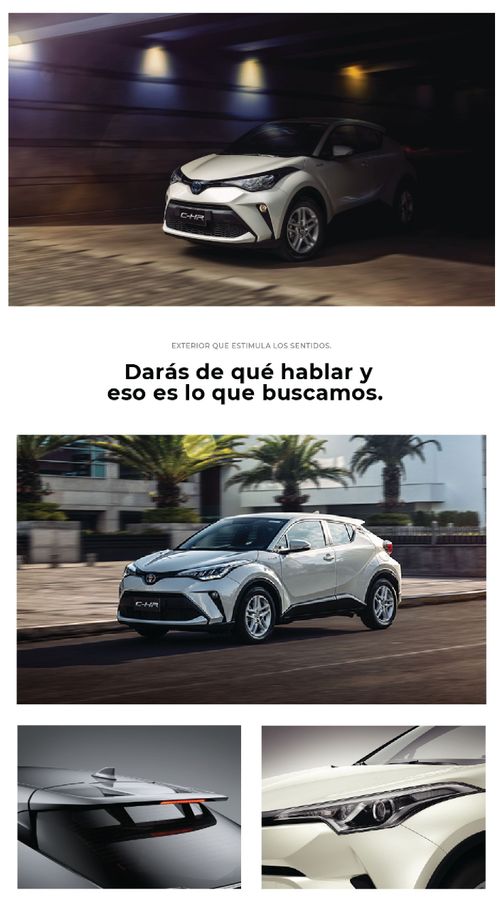 C-HR
EXTERIOR QUE ESTIMULA LOS SENTIDOS.
Darás de qué hablar y
eso es lo que buscamos.
C-HR